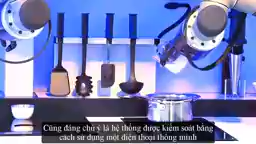 Cũng đáng chú ý là hệ thống được kiểm soát bằng
cách sử dụng một điện thoại thông minh